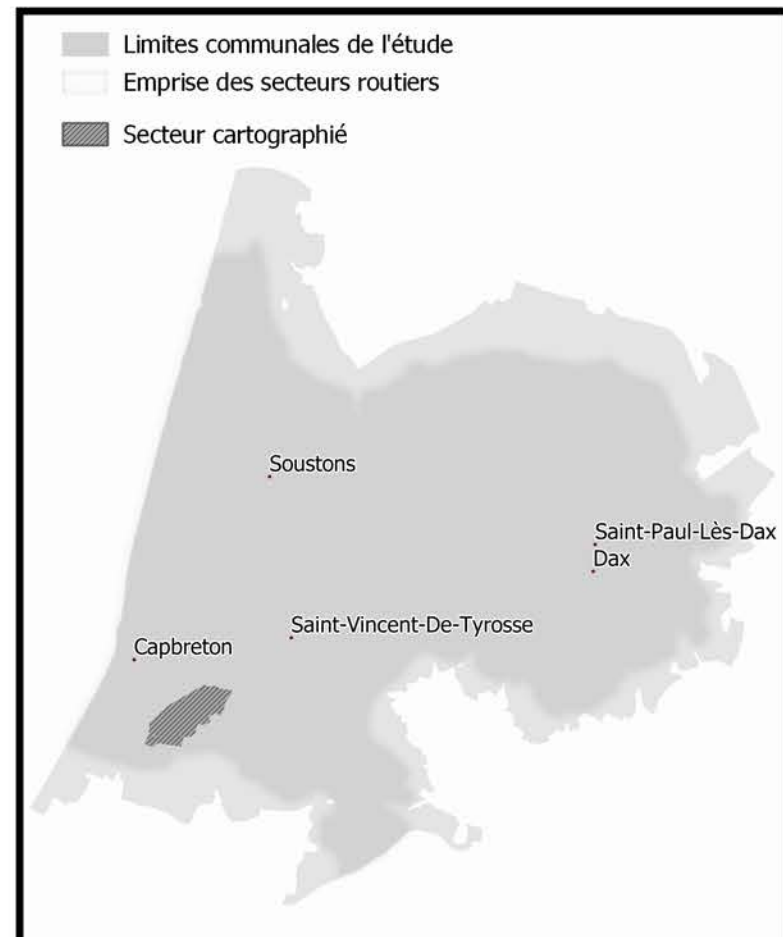 Limites communales de l'étude
Emprise des secteurs routiers
Secteur cartographié
Soustons
Saint-Paul-Lès-Dax
Dax
Saint-Vincent-De-Tyrosse
Capbreton